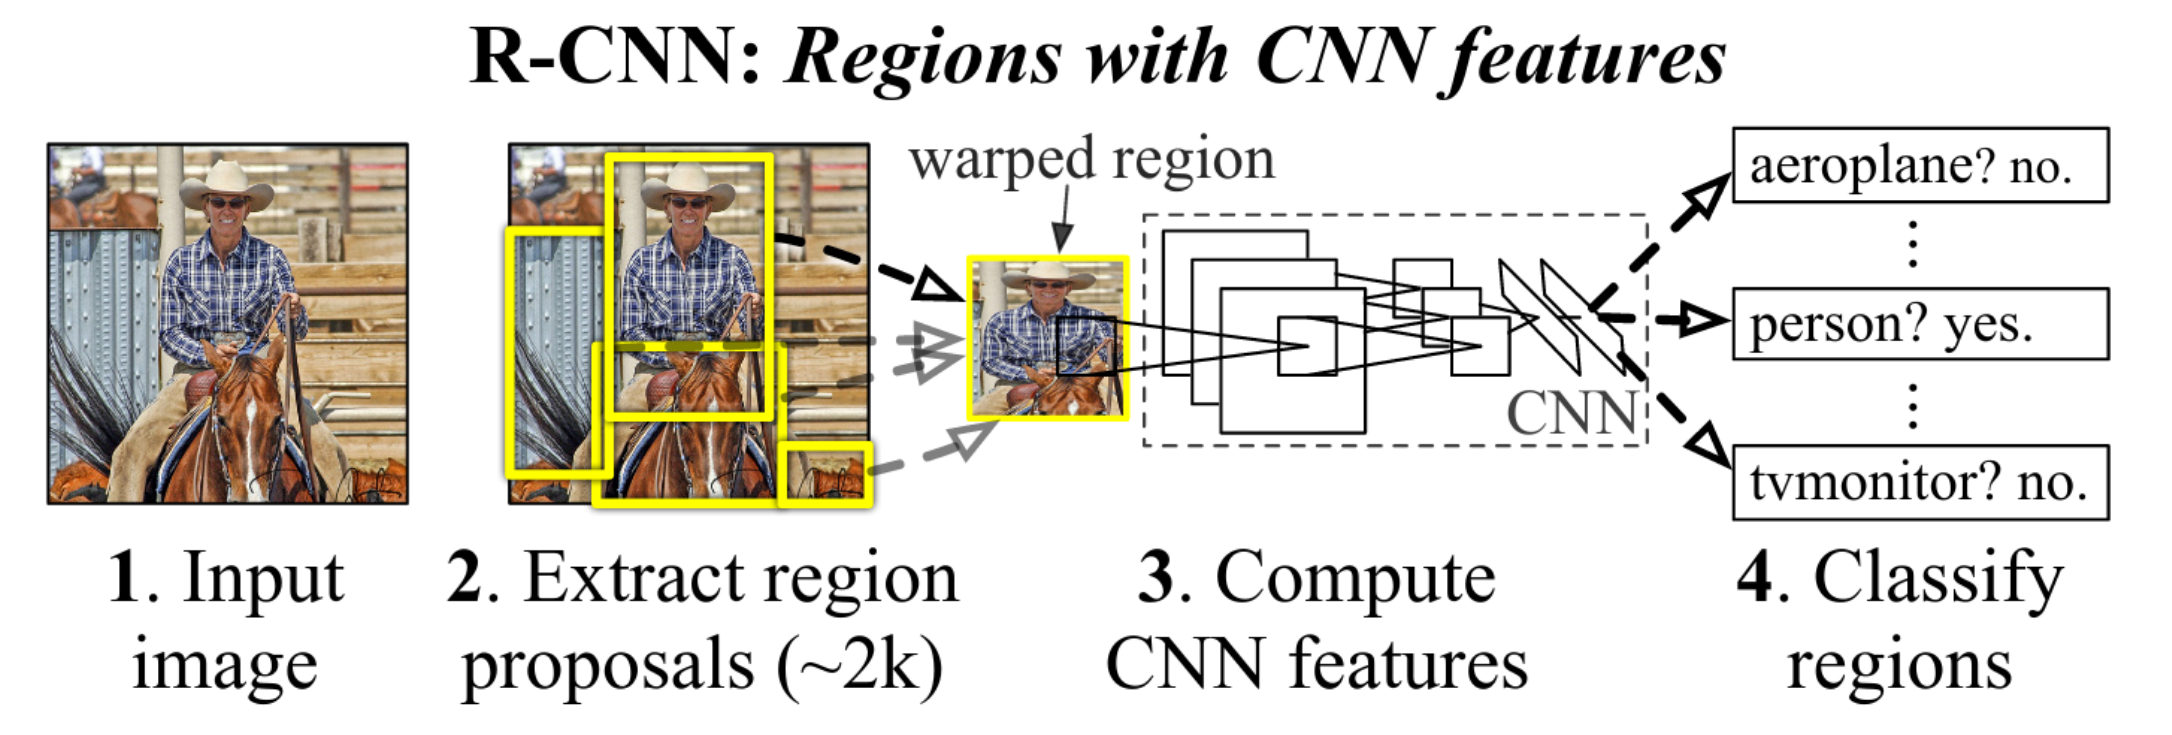 R-CNN: Regions with CNN features
warped region
aeroplane? no.
person? yes.
tvmonitor? no.
CNN
1. Input
image
2. Extract region
proposals (~2k)
3. Compute
CNN features
4. Classify
regions